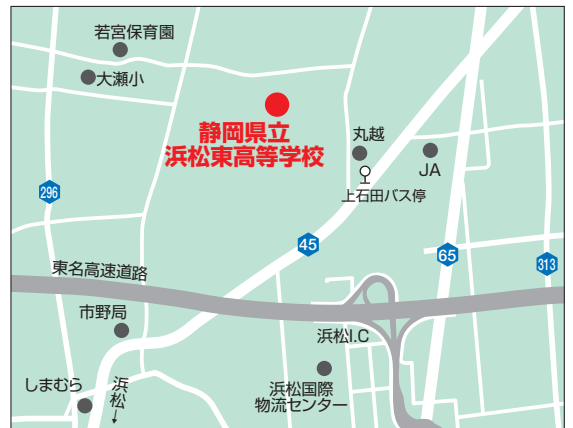 若宮保育園
大瀬小
静岡県立
浜松東高等学校
丸越
JA
上石田バス停
296
45
65
313
東名高速道路
市野局
浜松I.C
しまむら
浜松
↓
浜松国際
物流センター